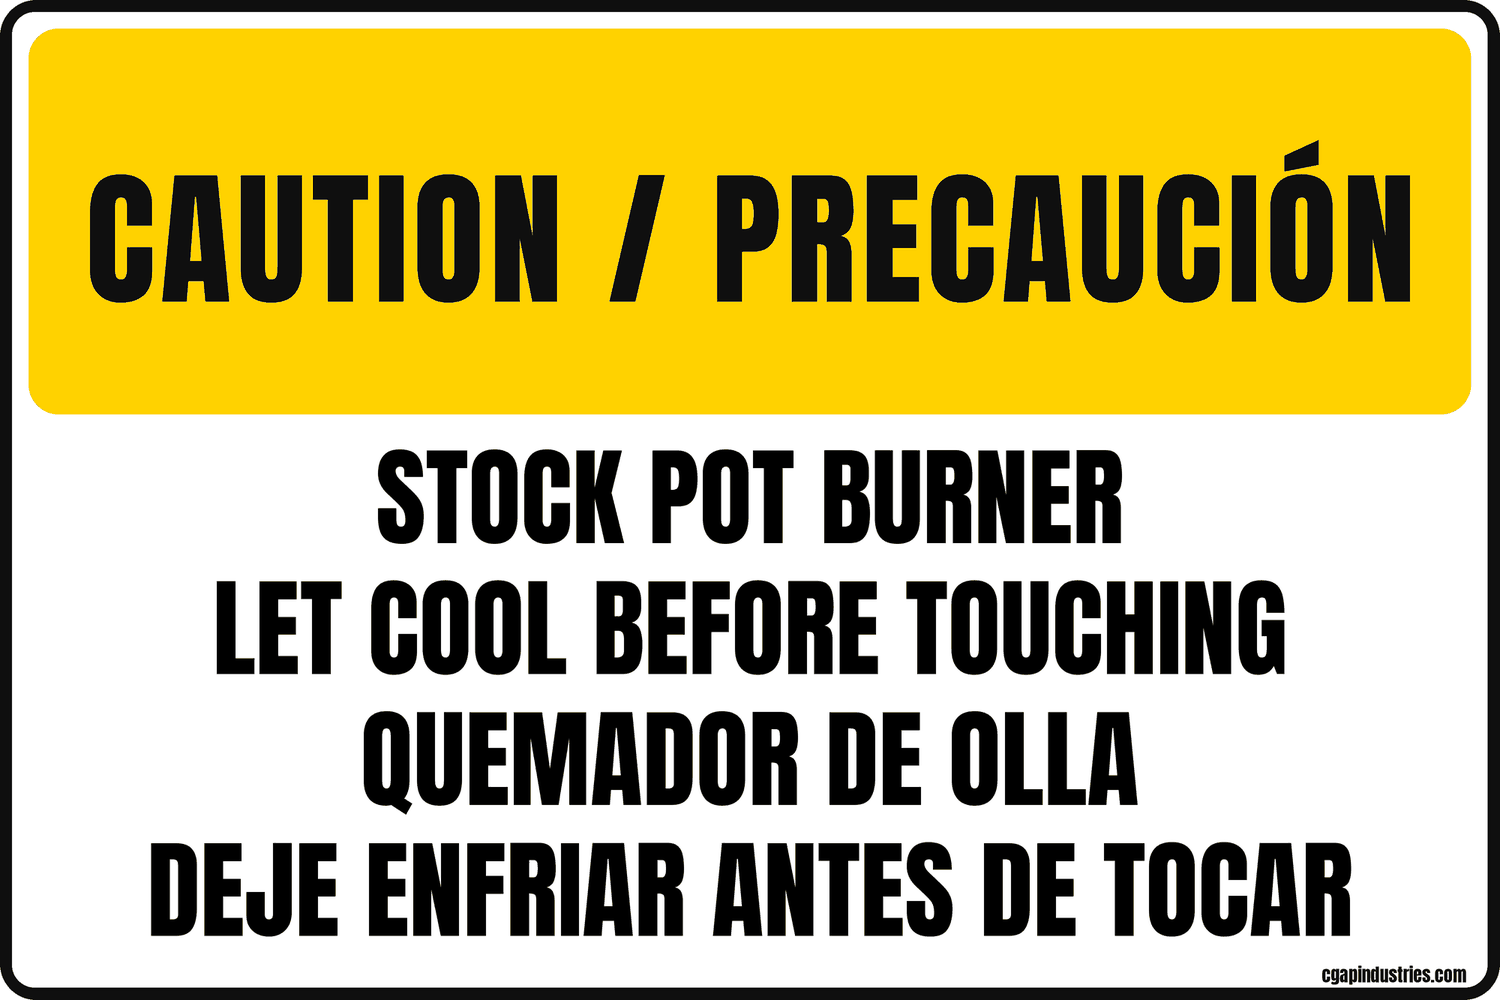 CAUTION / PRECAUCIÓN
STOCK POT BURNER
LET COOL BEFORE TOUCHING
QUEMADOR DE OLLA
DEJE ENFRIAR ANTES DE TOCAR
cgapindustries.com